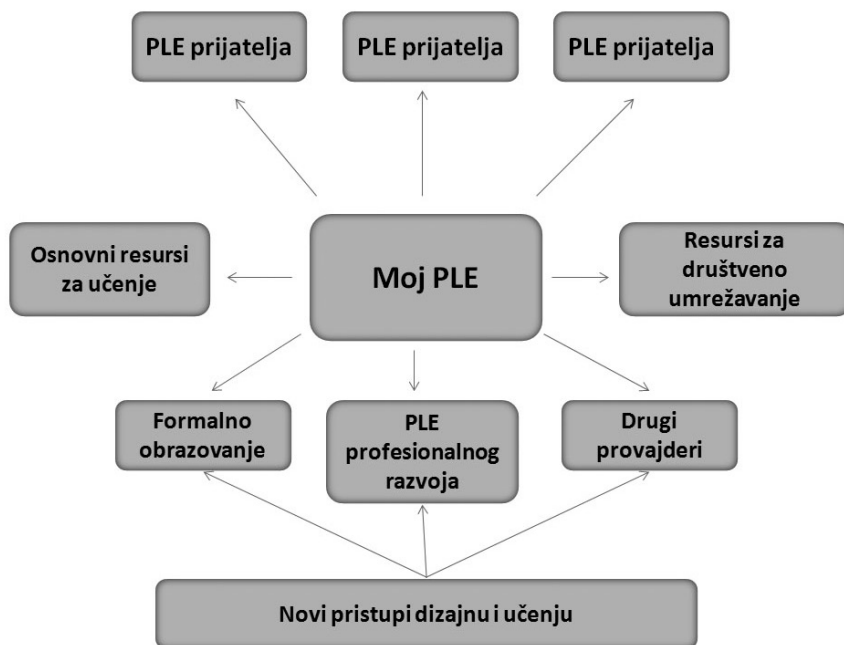 PLE prijatelja
PLE prijatelja
PLE prijatelja
Osnovni resursi
za učenje
Moj PLE
Resursi za
društveno
umrežavanje
Formalno
obrazovanje
PLE
profesionalnog
razvoja
Drugi
provajderi
Novi pristupi dizajnu i učenju